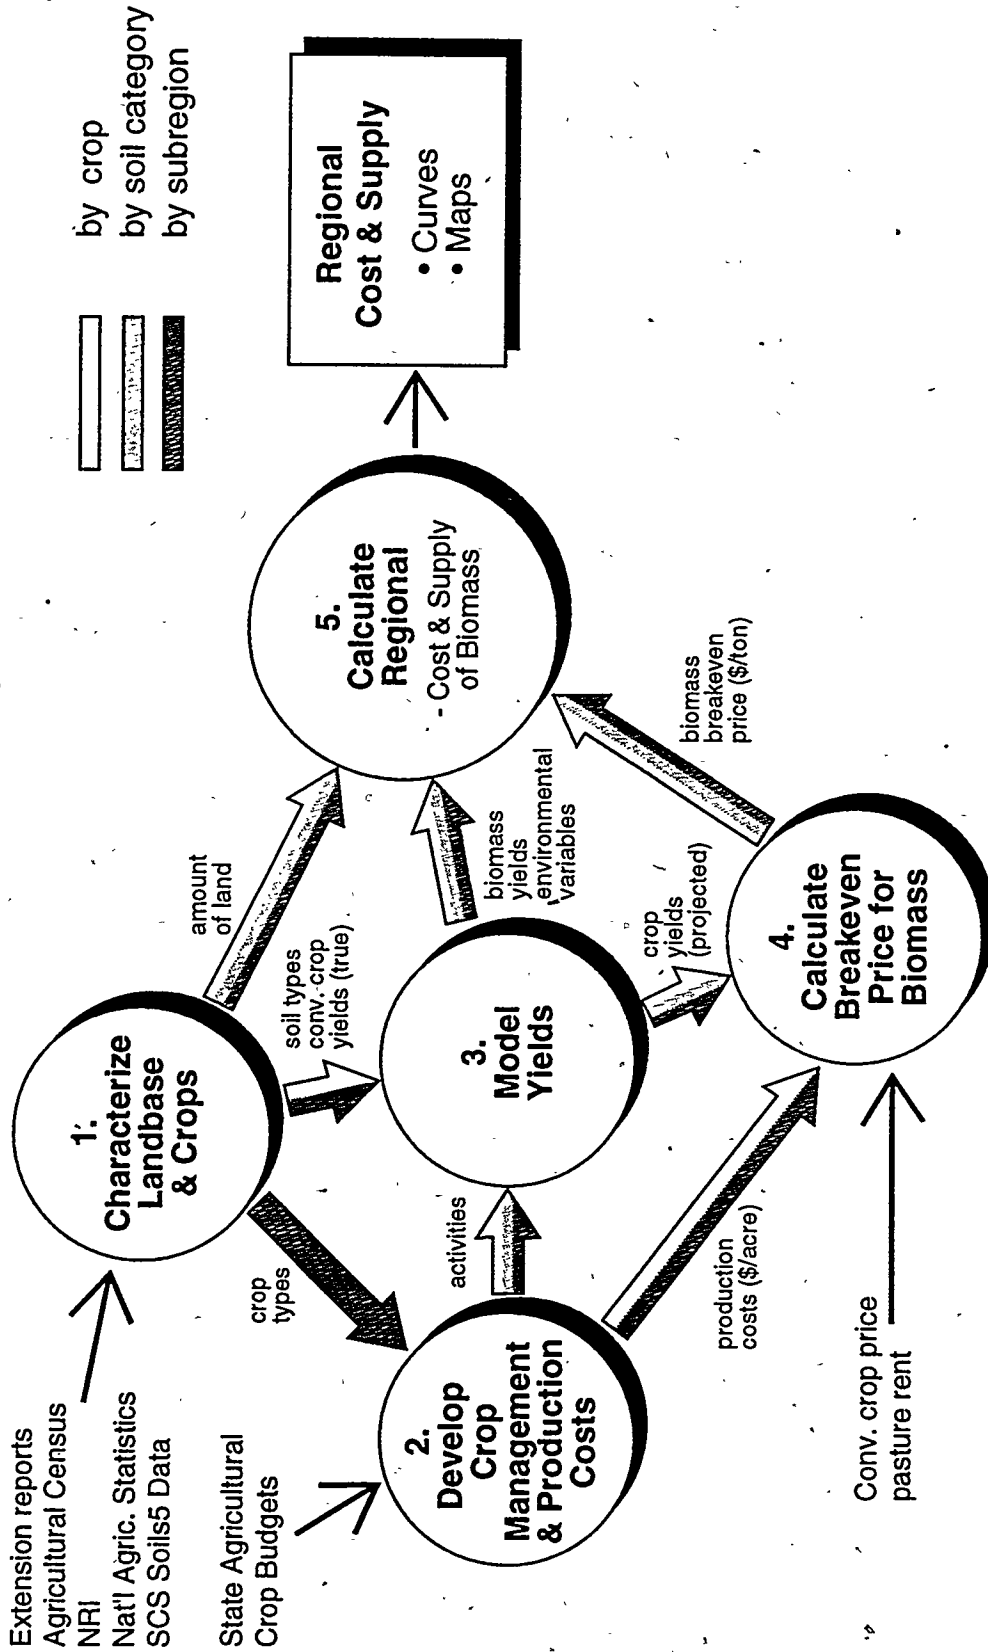 Extension reports
Agricultural Census
NRI
Nat'l Agric. Statistics
SCS Soils5 Data
State Agricultural
Crop Budgets
by crop
by soil category
by subregion
1.
Characterize
Landbase
& Crops
amount
of land
soil types
conv. crop
yields (true)
crop
types
2.
Develop
Crop
Management
& Production
Costs
activities
3.
Model
Yields
biomass
yields
environmental
variables
crop
yields
(projected)
production
costs ($/acre)
Conv. crop price
pasture rent
4.
Calculate
Breakeven
Price for
Biomass
biomass
breakeven
price ($/ton)
5.
Calculate
Regional
- Cost & Supply
of Biomass
Regional
Cost & Supply
• Curves
• Maps